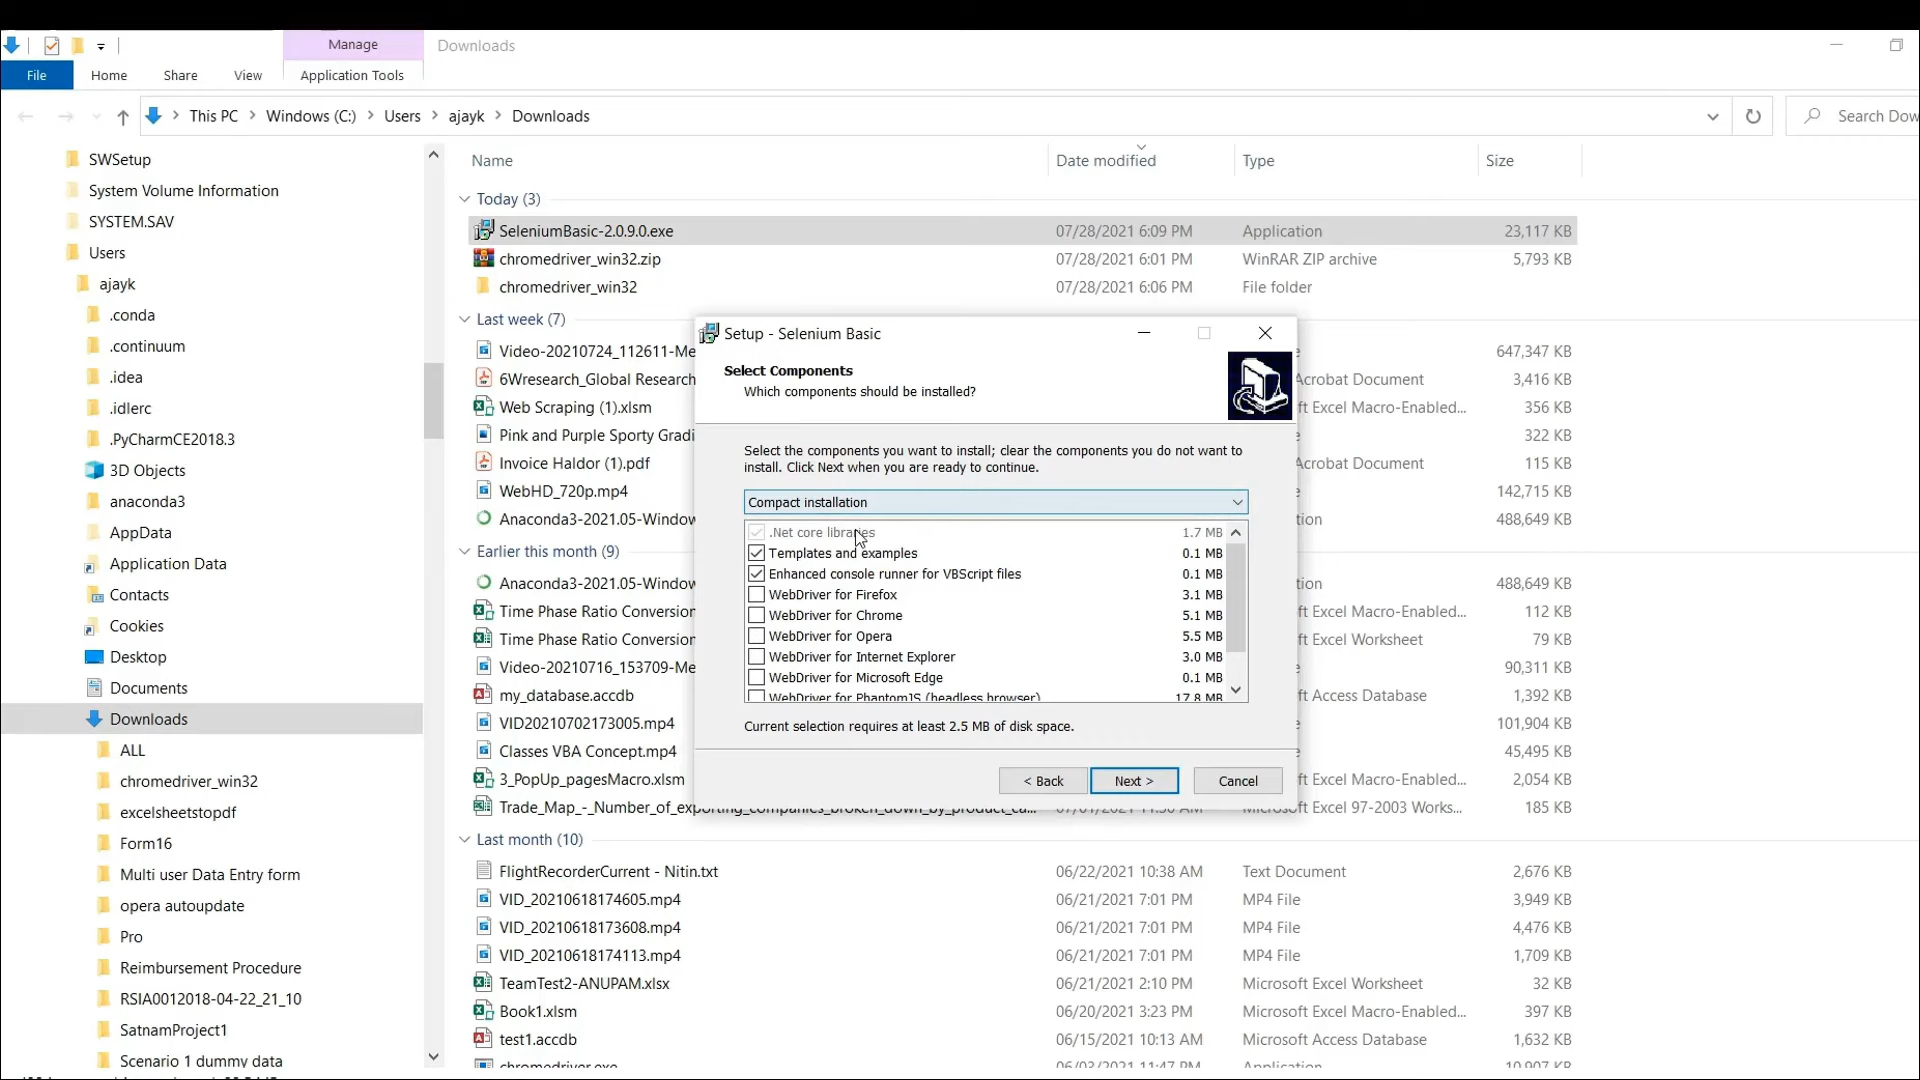 Manage
Downloads
File
Home
Share
View
Application Tools
This PC
Windows (C:)
Users
ajayk
Downloads
Search Dow
SWSetup
System Volume Information
SYSTEM.SAV
Users
ajayk
.conda
.continuum
.idea
.idlerc
.PyCharmCE2018.3
3D Objects
anaconda3
AppData
Application Data
Contacts
Cookies
Desktop
Documents
Downloads
ALL
chromedriver_win32
excelsheetstopdf
Form16
Multi user Data Entry form
opera autoupdate
Pro
Reimbursement Procedure
RSIA0012018-04-22_21_10
SatnamProject1
Scenario 1 dummy data
Name Date modified Type Size
Today (3)
SeleniumBasic-2.0.9.0.exe 07/28/2021 6:09 PM Application 23,117 KB
chromedriver_win32.zip 07/28/2021 6:01 PM WinRAR ZIP archive 5,793 KB
chromedriver_win32 07/28/2021 6:06 PM File folder
Last week (7)
Video-20210724_112611-Me e 647,347 KB
6Wresearch_Global Research Acrobat Document 3,416 KB
Web Scraping (1).xlsm oft Excel Macro-Enabled... 356 KB
Pink and Purple Sporty Gradi e 322 KB
Invoice Haldor (1).pdf Acrobat Document 115 KB
WebHD_720p.mp4 e 142,715 KB
Anaconda3-2021.05-Window tion 488,649 KB
Earlier this month (9)
Anaconda3-2021.05-Window tion 488,649 KB
Time Phase Ratio Conversion ft Excel Macro-Enabled... 112 KB
Time Phase Ratio Conversion ft Excel Worksheet 79 KB
Video-20210716_153709-Me e 90,311 KB
my_database.accdb ft Access Database 1,392 KB
VID20210702173005.mp4 e 101,904 KB
Classes VBA Concept.mp4 e 45,495 KB
3_PopUp_pagesMacro.xlsm ft Excel Macro-Enabled... 2,054 KB
Trade_Map_-_Number_of_exporting_companies_broken_down_by_product_ca... ft Excel 97-2003 Works... 185 KB
Last month (10)
FlightRecorderCurrent - Nitin.txt 06/22/2021 10:38 AM Text Document 2,676 KB
VID_20210618174605.mp4 06/21/2021 7:01 PM MP4 File 3,949 KB
VID_20210618173608.mp4 06/21/2021 7:01 PM MP4 File 4,476 KB
VID_20210618174113.mp4 06/21/2021 7:01 PM MP4 File 1,709 KB
TeamTest2-ANUPAM.xlsx 06/21/2021 2:10 PM Microsoft Excel Worksheet 32 KB
Book1.xlsm 06/20/2021 3:23 PM Microsoft Excel Macro-Enabled... 397 KB
test1.accdb 06/15/2021 10:13 AM Microsoft Access Database 1,632 KB
chromedriver.exe 06/03/2021 11:47 PM Application 10,907 KB
Setup - Selenium Basic
Select Components
Which components should be installed?
Select the components you want to install; clear the components you do not want to
install. Click Next when you are ready to continue.
Compact installation
.Net core libraries 1.7 MB
Templates and examples 0.1 MB
Enhanced console runner for VBScript files 0.1 MB
WebDriver for Firefox 3.1 MB
WebDriver for Chrome 5.1 MB
WebDriver for Opera 5.5 MB
WebDriver for Internet Explorer 3.0 MB
WebDriver for Microsoft Edge 0.1 MB
WebDriver for PhantomJS (headless browser) 17.8 MB
Current selection requires at least 2.5 MB of disk space.
< Back
Next >
Cancel